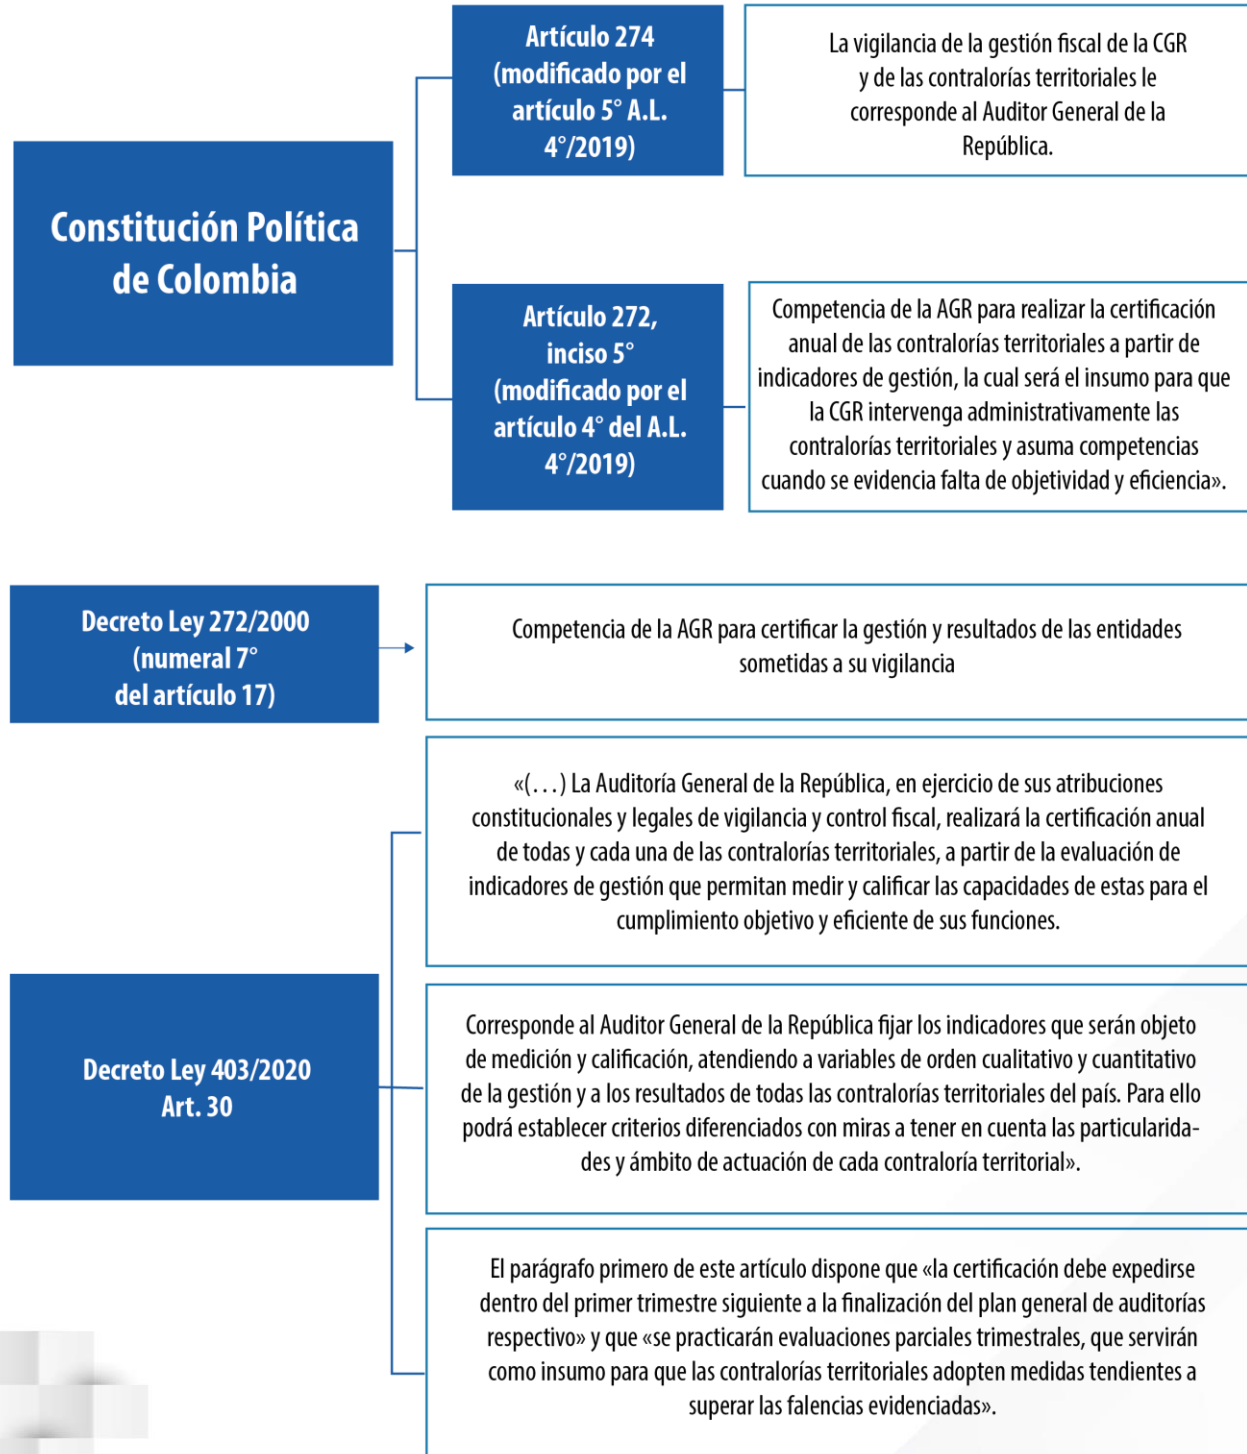 Constitución Política
de Colombia
Artículo 274
(modificado por el
artículo 5° A.L.
4°/2019)
La vigilancia de la gestión fiscal de la CGR
y de las contralorías territoriales le
corresponde al Auditor General de la
República.
Artículo 272,
inciso 5°
(modificado por el
artículo 4° del A.L.
4°/2019)
Competencia de la AGR para realizar la certificación
anual de las contralorías territoriales a partir de
indicadores de gestión, la cual será el insumo para que
la CGR intervenga administrativamente las
contralorías territoriales y asuma competencias
cuando se evidencia falta de objetividad y eficiencia».
Decreto Ley 272/2000
(numeral 7°
del artículo 17)
Competencia de la AGR para certificar la gestión y resultados de las entidades
sometidas a su vigilancia
Decreto Ley 403/2020
Art. 30
«(...) La Auditoría General de la República, en ejercicio de sus atribuciones
constitucionales y legales de vigilancia y control fiscal, realizará la certificación anual
de todas y cada una de las contralorías territoriales, a partir de la evaluación de
indicadores de gestión que permitan medir y calificar las capacidades de estas para el
cumplimiento objetivo y eficiente de sus funciones.
Corresponde al Auditor General de la República fijar los indicadores que serán objeto
de medición y calificación, atendiendo a variables de orden cualitativo y cuantitativo
de la gestión y a los resultados de todas las contralorías territoriales del país. Para ello
podrá establecer criterios diferenciados con miras a tener en cuenta las particularida-
des y ámbito de actuación de cada contraloría territorial».
El parágrafo primero de este artículo dispone que «la certificación debe expedirse
dentro del primer trimestre siguiente a la finalización del plan general de auditorías
respectivo» y que «se practicarán evaluaciones parciales trimestrales, que servirán
como insumo para que las contralorías territoriales adopten medidas tendientes a
superar las falencias evidenciadas».